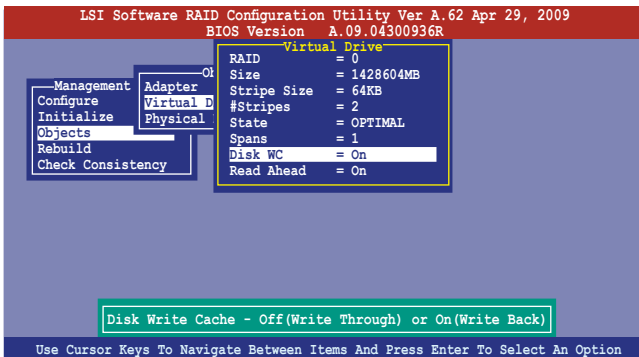 LSI Software RAID Configuration Utility Ver A.62 Apr 29, 2009
BIOS Version A.09.04300936R
Management
Configure
Initialize
Objects
Rebuild
Check Consistency
Ob
Adapter
Virtual D
Physical
Virtual Drive
RAID = 0
Size = 1428604MB
Stripe Size = 64KB
#Stripes = 2
State = OPTIMAL
Spans = 1
Disk WC = On
Read Ahead = On
Disk Write Cache - Off(Write Through) or On(Write Back)
Use Cursor Keys To Navigate Between Items And Press Enter To Select An Option